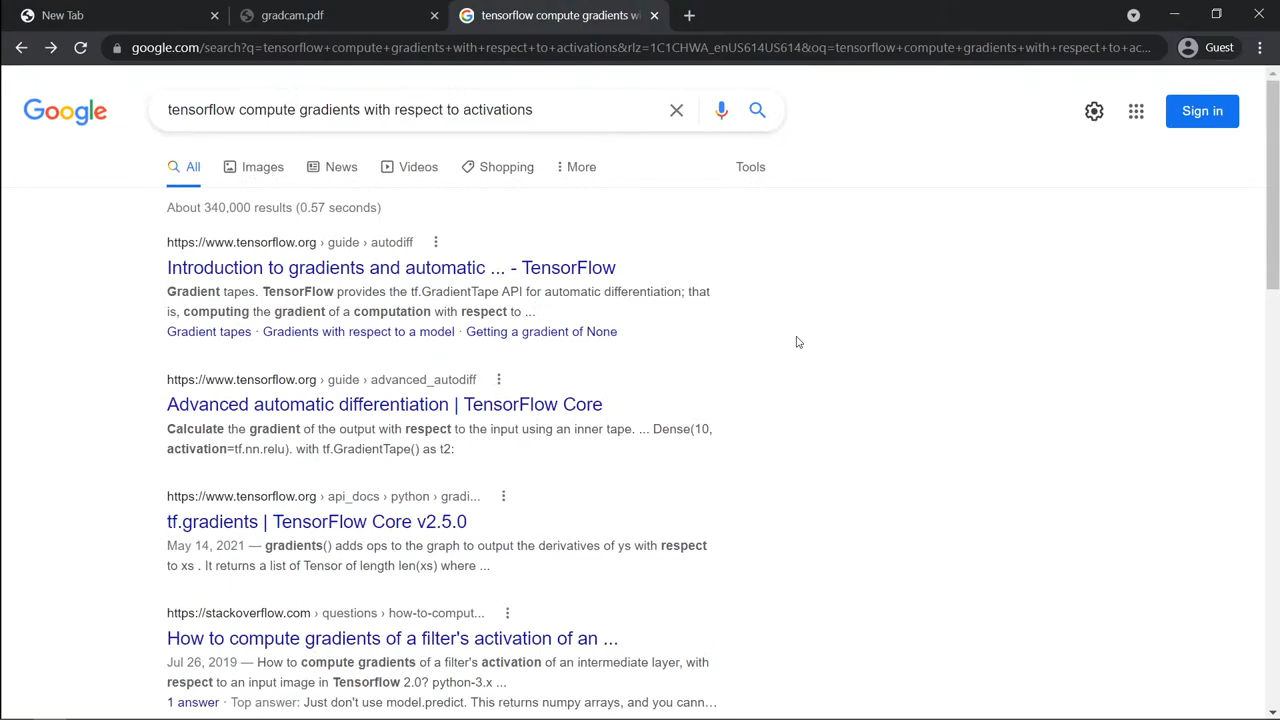 New Tab
gradcam.pdf
tensorflow compute gradients wi
google.com/search?q=tensorflow+compute+gradients+with+respect+to+activations&rlz=1C1CHWA_enUS614US614&oq=tensorflow+compute+gradients+with+respect+to+ac...
Guest
Google
tensorflow compute gradients with respect to activations
Sign in
All
Images
News
Videos
Shopping
More
Tools
About 340,000 results (0.57 seconds)
https://www.tensorflow.org › guide › autodiff
Introduction to gradients and automatic ... - TensorFlow
Gradient tapes. TensorFlow provides the tf.GradientTape API for automatic differentiation; that
is, computing the gradient of a computation with respect to ...
Gradient tapes · Gradients with respect to a model · Getting a gradient of None
https://www.tensorflow.org › guide › advanced_autodiff
Advanced automatic differentiation | TensorFlow Core
Calculate the gradient of the output with respect to the input using an inner tape. ... Dense(10,
activation=tf.nn.relu). with tf.GradientTape() as t2:
https://www.tensorflow.org › api_docs › python › gradi...
tf.gradients | TensorFlow Core v2.5.0
May 14, 2021 — gradients() adds ops to the graph to output the derivatives of ys with respect
to xs . It returns a list of Tensor of length len(xs) where ...
https://stackoverflow.com › questions › how-to-comput...
How to compute gradients of a filter's activation of an ...
Jul 26, 2019 — How to compute gradients of a filter's activation of an intermediate layer, with
respect to an input image in Tensorflow 2.0? python-3.x ...
1 answer · Top answer: Just don't use model.predict. This returns numpy arrays, and you cann…